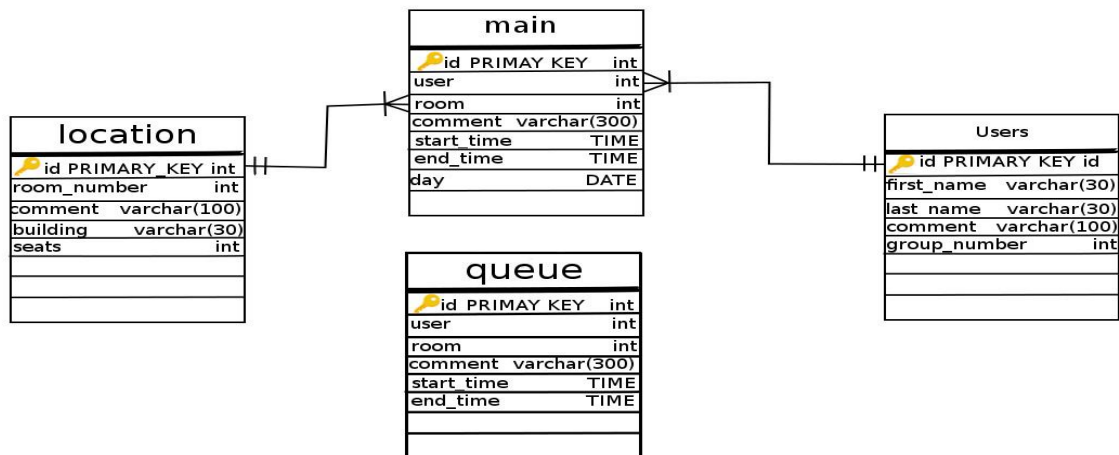 main
id PRIMAY KEY int
user int
room int
comment varchar(300)
start_time TIME
end_time TIME
day DATE
location
id PRIMARY_KEY int
room_number int
comment varchar(100)
building varchar(30)
seats int
Users
id PRIMARY KEY id
first_name varchar(30)
last_name varchar(30)
comment varchar(100)
group_number int
queue
id PRIMAY KEY int
user int
room int
comment varchar(300)
start_time TIME
end_time TIME